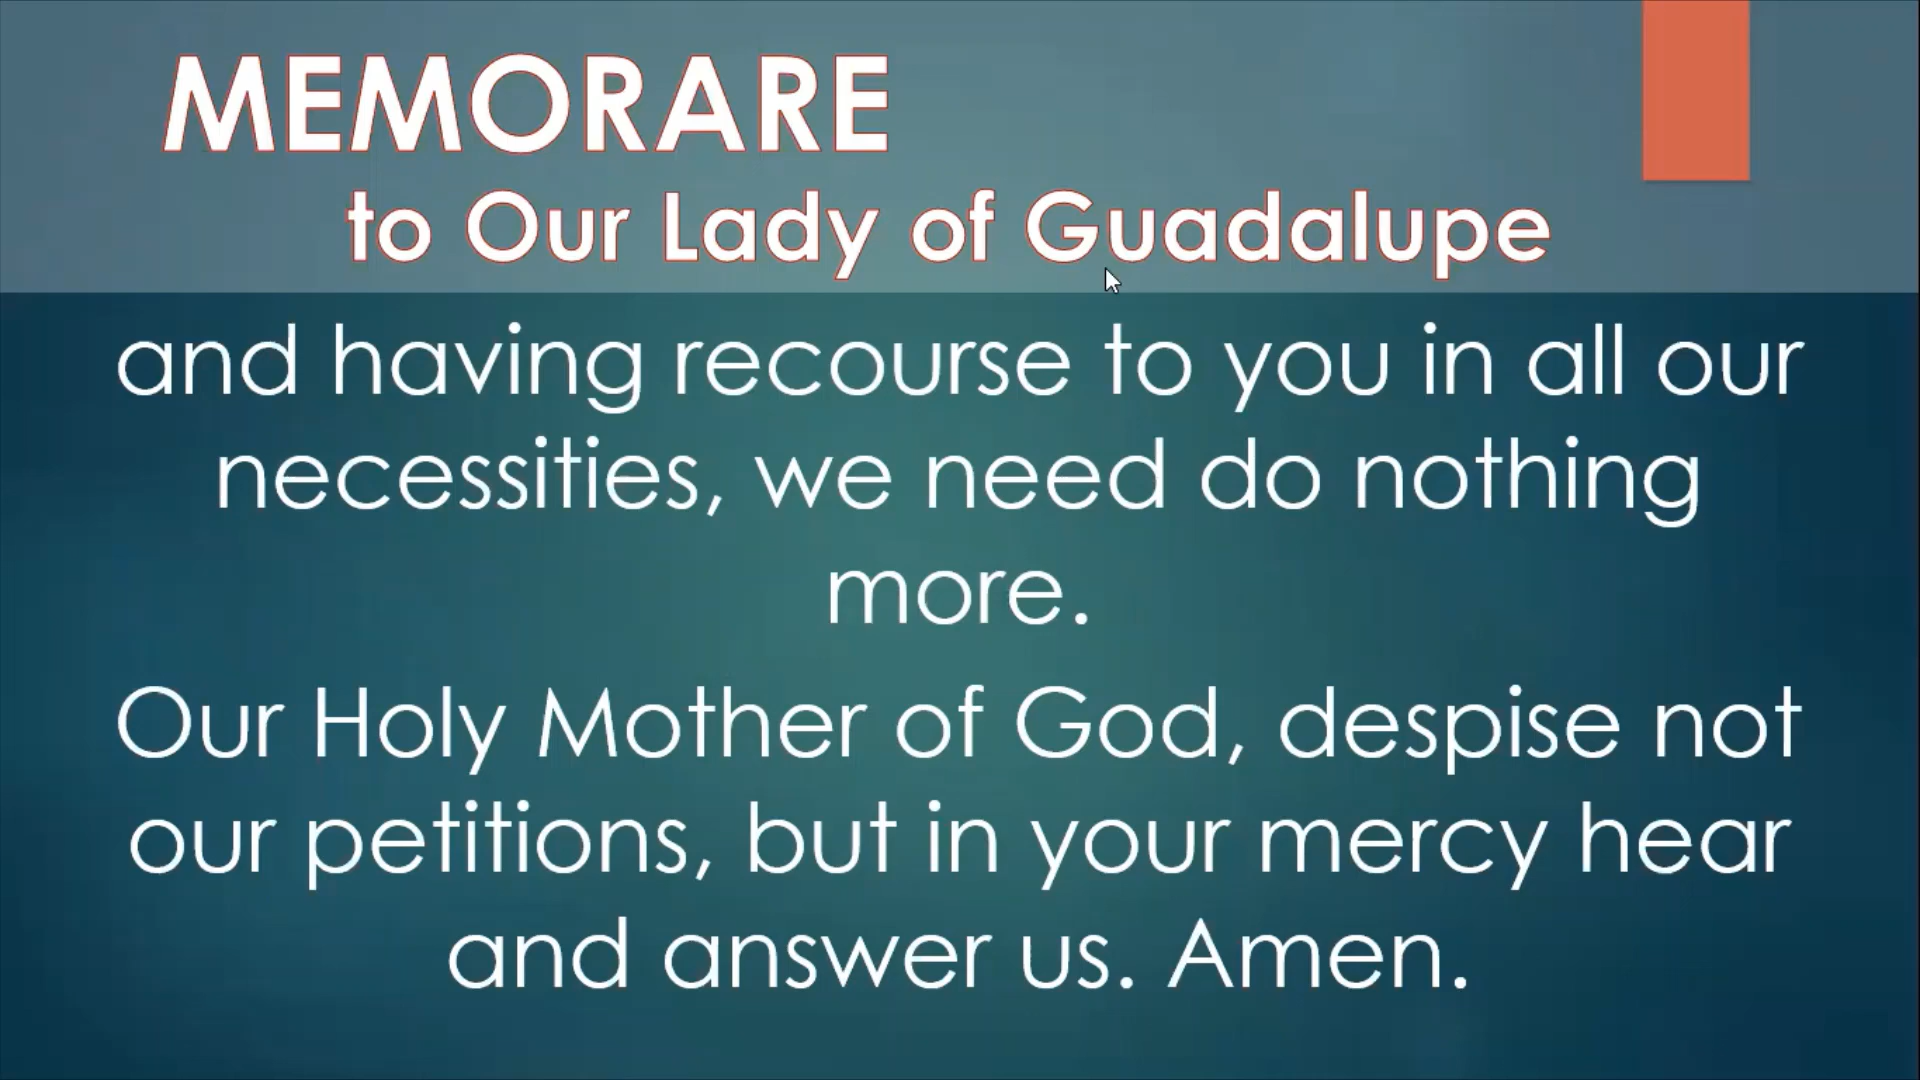 MEMORARE
to Our Lady of Guadalupe
and having recourse to you in all our
necessities, we need do nothing
more.
Our Holy Mother of God, despise not
our petitions, but in your mercy hear
and answer us. Amen.